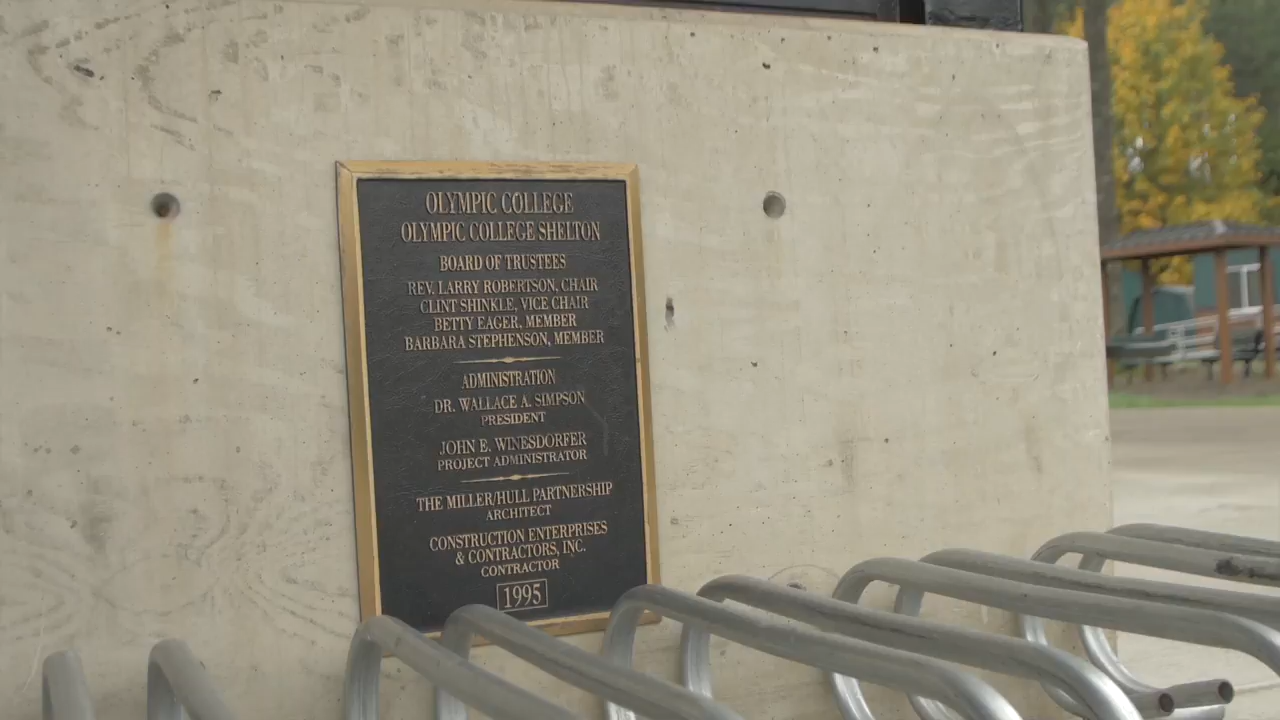 OLYMPIC COLLEGE
OLYMPIC COLLEGE SHELTON
BOARD OF TRUSTEES
REV. LARRY ROBERTSON, CHAIR
CLINT SHINKLE, VICE CHAIR
BETTY EAGER, MEMBER
BARBARA STEPHENSON, MEMBER
ADMINISTRATION
DR. WALLACE A. SIMPSON
PRESIDENT
JOHN E. WINESDORFER
PROJECT ADMINISTRATOR
THE MILLER/HULL PARTNERSHIP
ARCHITECT
CONSTRUCTION ENTERPRISES
& CONTRACTORS, INC.
CONTRACTOR
1995